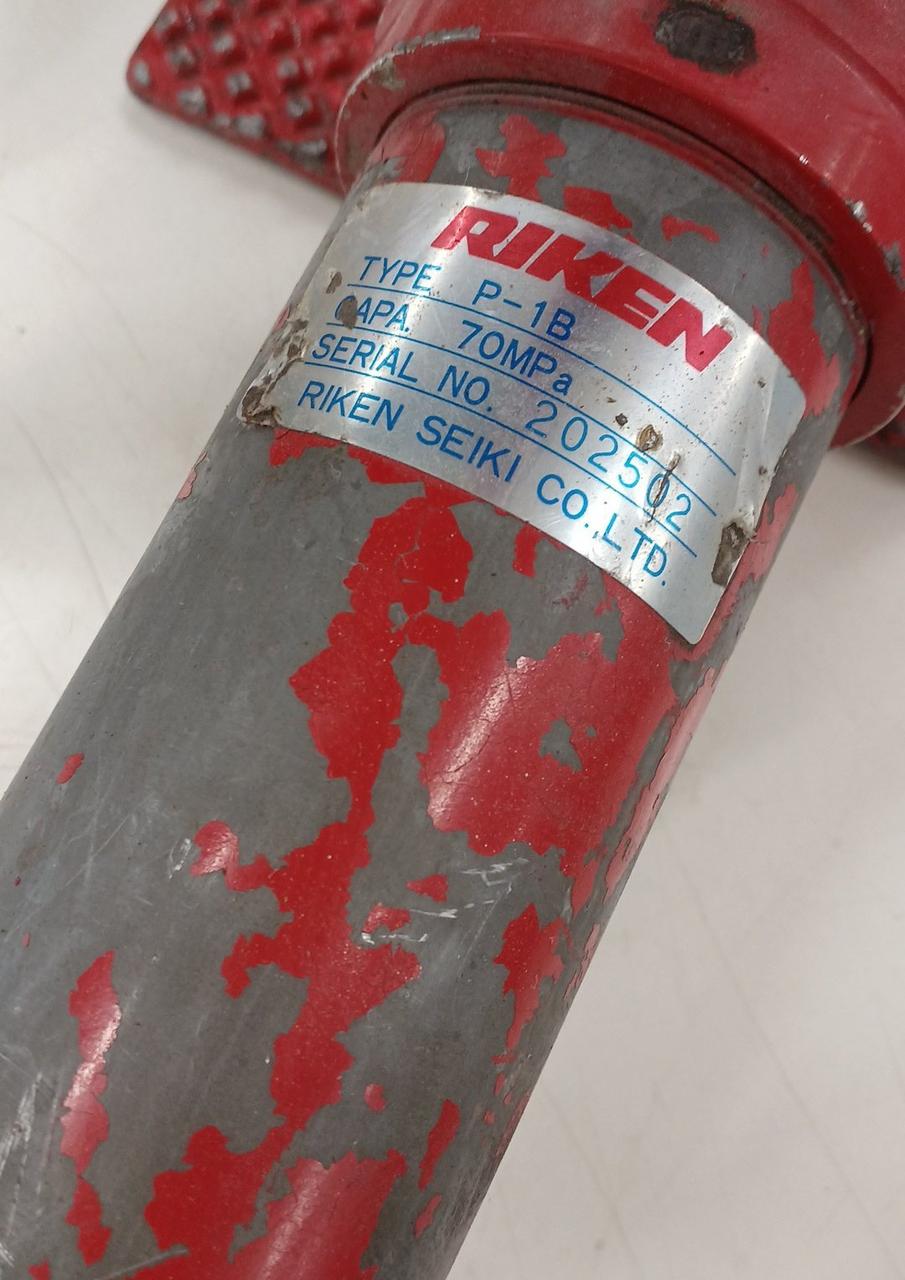 RIKEN
TYPE P-1B
CAPA. 70MPa
SERIAL NO. 202502
RIKEN SEIKI CO.,LTD.